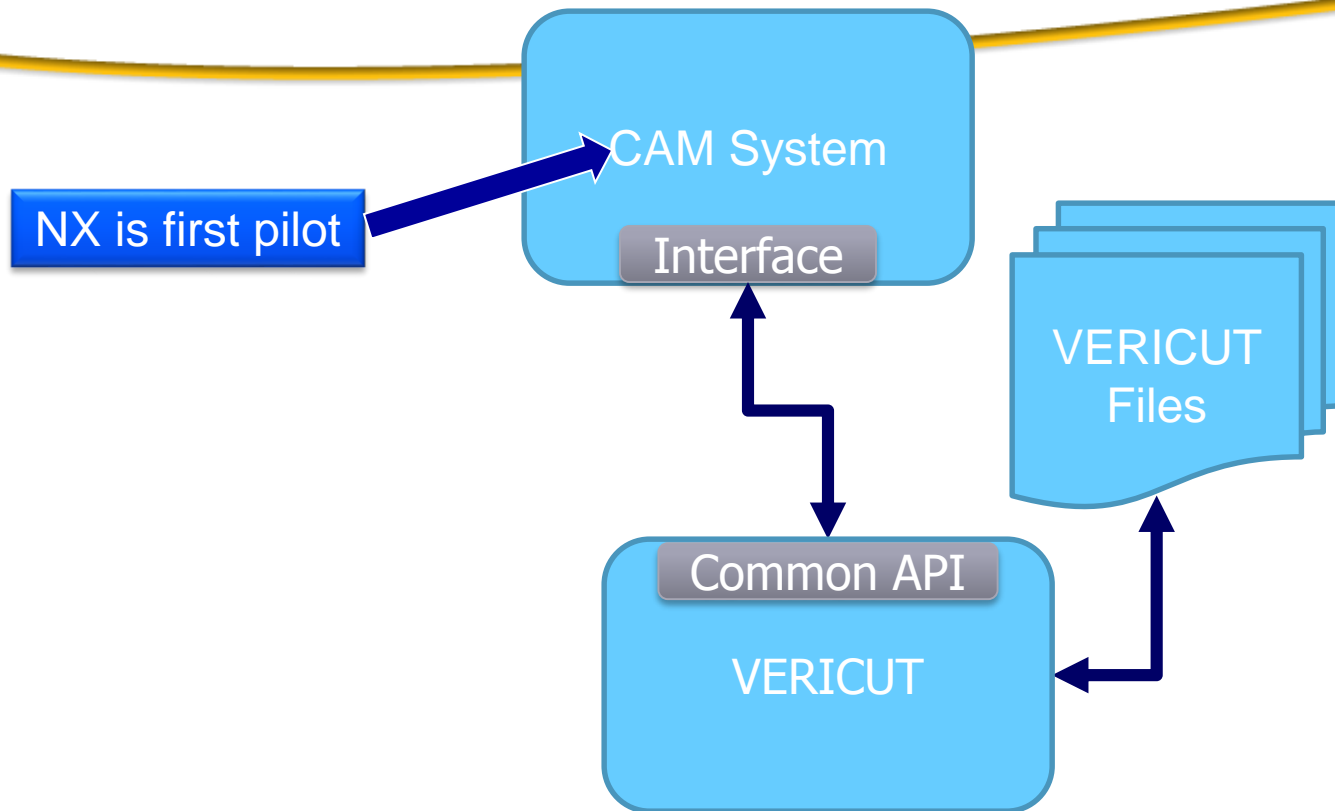 CAM System
NX is first pilot
Interface
VERICUT
Files
Common API
VERICUT